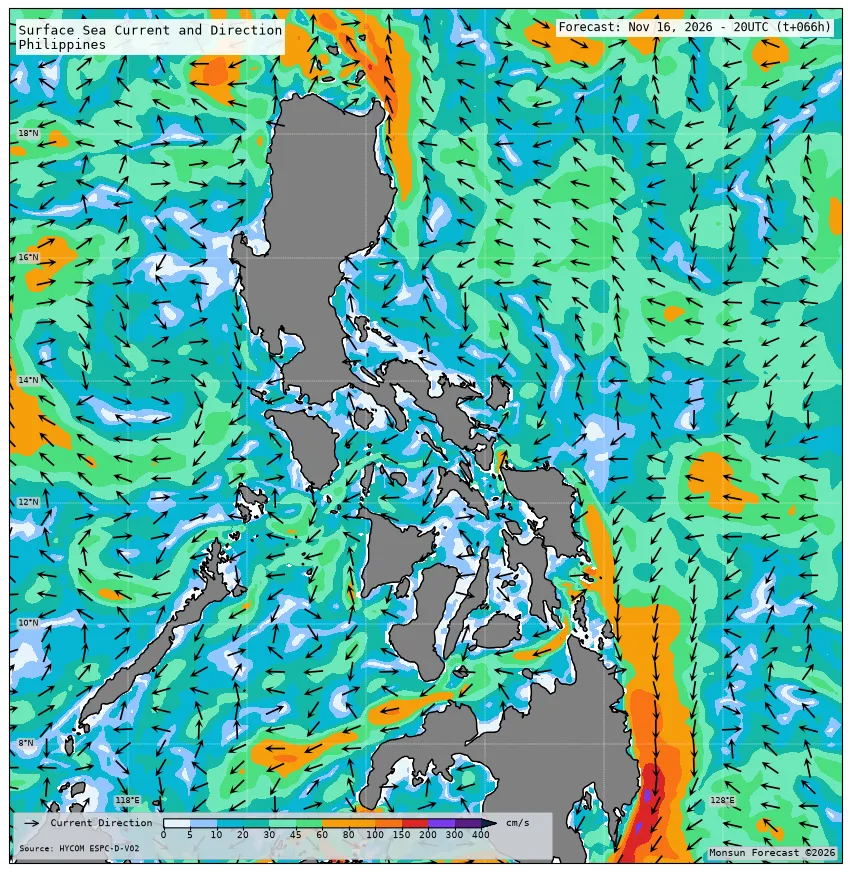 Surface Sea Current and Direction
Philippines
Forecast: Nov 16, 2026 - 20UTC (t+066h)
18°N
16°N
14°N
12°N
10°N
8°N
118°E
128°E
Current Direction
cm/s
0 5 10 20 30 45 60 80 100 150 200 300 400
Source: HYCOM ESPC-D-V02
Monsun Forecast ©2026